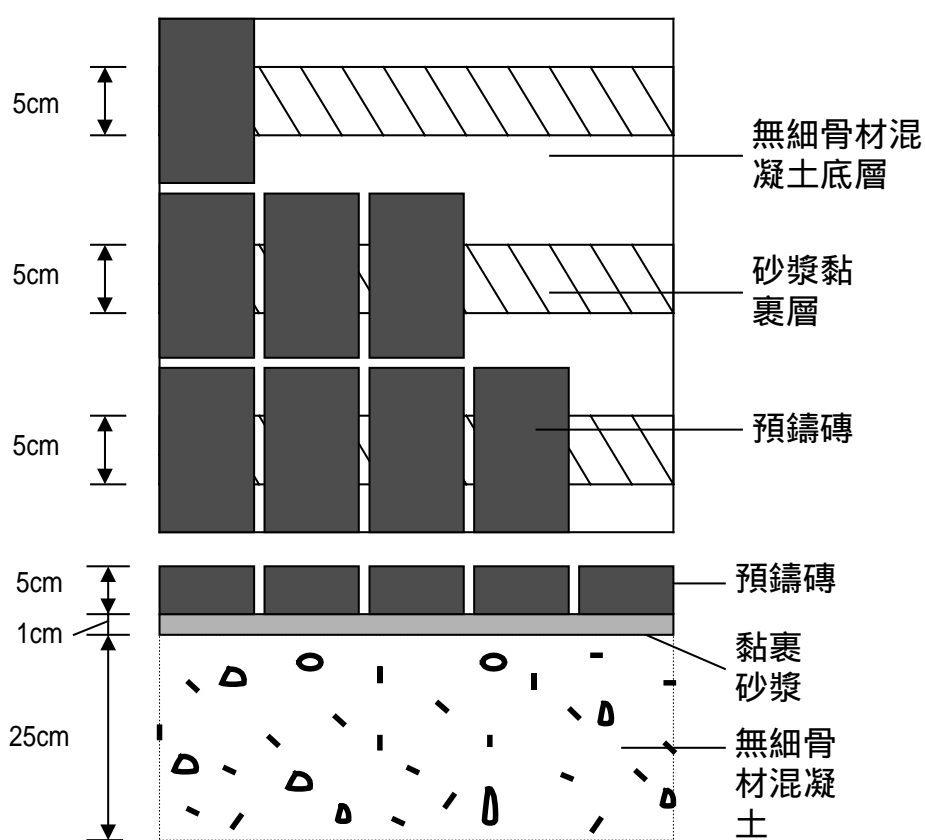 5cm
無細骨材混
凝土底層
5cm
砂漿黏
裹層
預鑄磚
5cm
5cm
預鑄磚
1cm
黏裹
砂漿
25cm
無細骨
材混凝
土